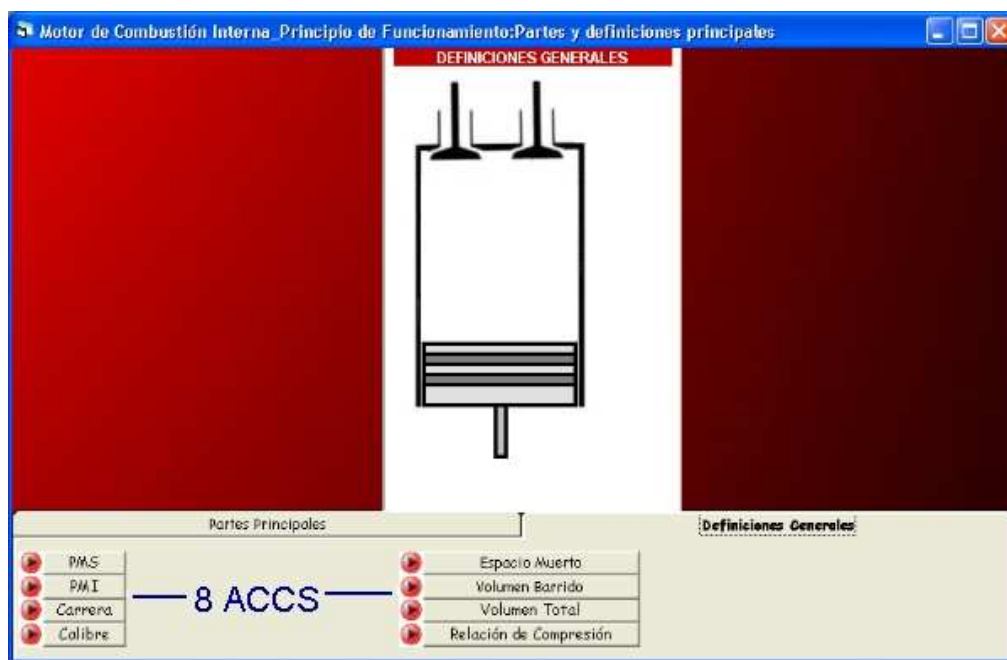 Motor de Combustión Interna_Principio de Funcionamiento:Partes y definiciones principales
DEFINICIONES GENERALES
Partes Principales
Definiciones Generales
PMS
PMI
Carrera
Calibre
8 ACCS
Espacio Muerto
Volumen Barrido
Volumen Total
Relación de Compresión